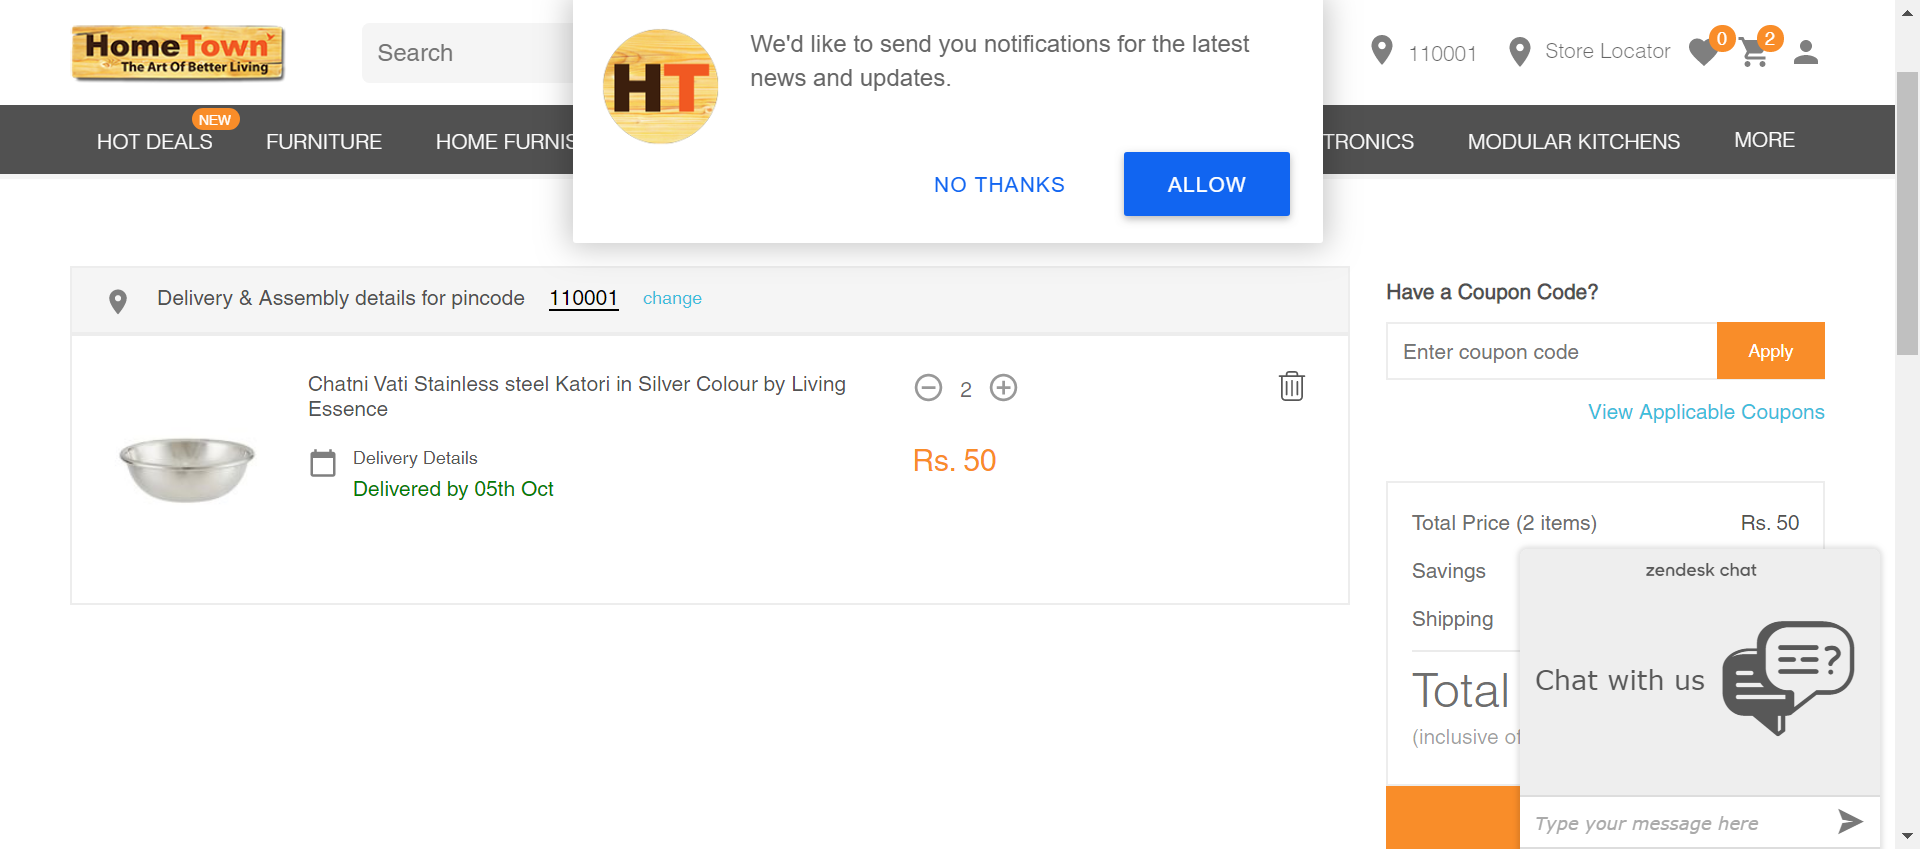 HomeTown
The Art Of Better Living
Search
We'd like to send you notifications for the latest
news and updates.
NO THANKS
ALLOW
HT
110001
Store Locator
0
2
NEW
HOT DEALS
FURNITURE
HOME FURNIS
TRONICS
MODULAR KITCHENS
MORE
Delivery & Assembly details for pincode 110001 change
Chatni Vati Stainless steel Katori in Silver Colour by Living
Essence
2
Delivery Details
Delivered by 05th Oct
Rs. 50
Have a Coupon Code?
Enter coupon code
Apply
View Applicable Coupons
Total Price (2 items) Rs. 50
Savings
Shipping
Total
(inclusive of
zendesk chat
Chat with us
?
Type your message here